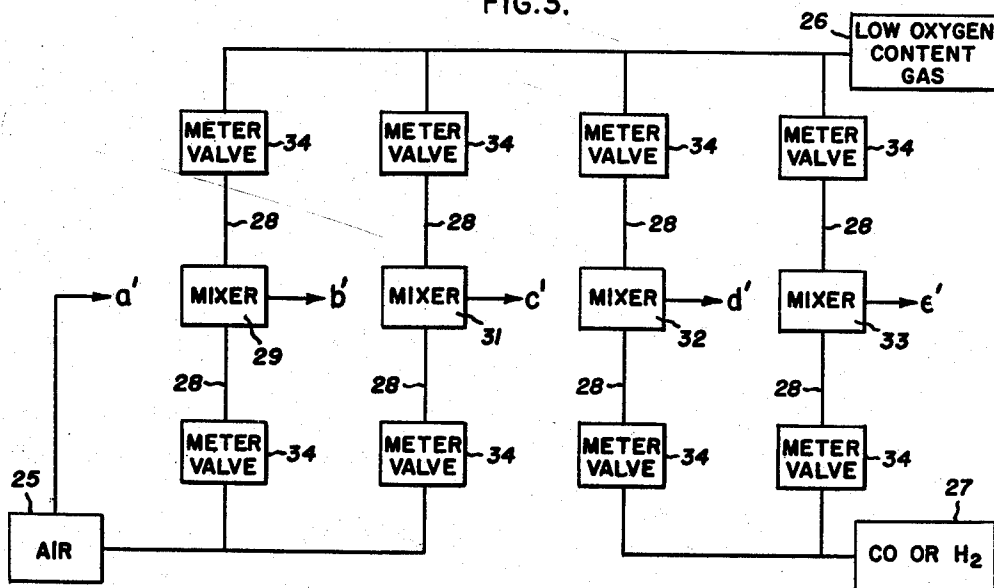 FIG.3.
26
LOW OXYGEN
CONTENT
GAS
METER
VALVE
34
METER
VALVE
34
METER
VALVE
34
METER
VALVE
34
28
28
28
28
a'
MIXER
b'
MIXER
c'
MIXER
d'
MIXER
e'
29
31
32
33
28
28
28
28
METER
VALVE
34
METER
VALVE
34
METER
VALVE
34
METER
VALVE
34
25
AIR
27
CO OR H2